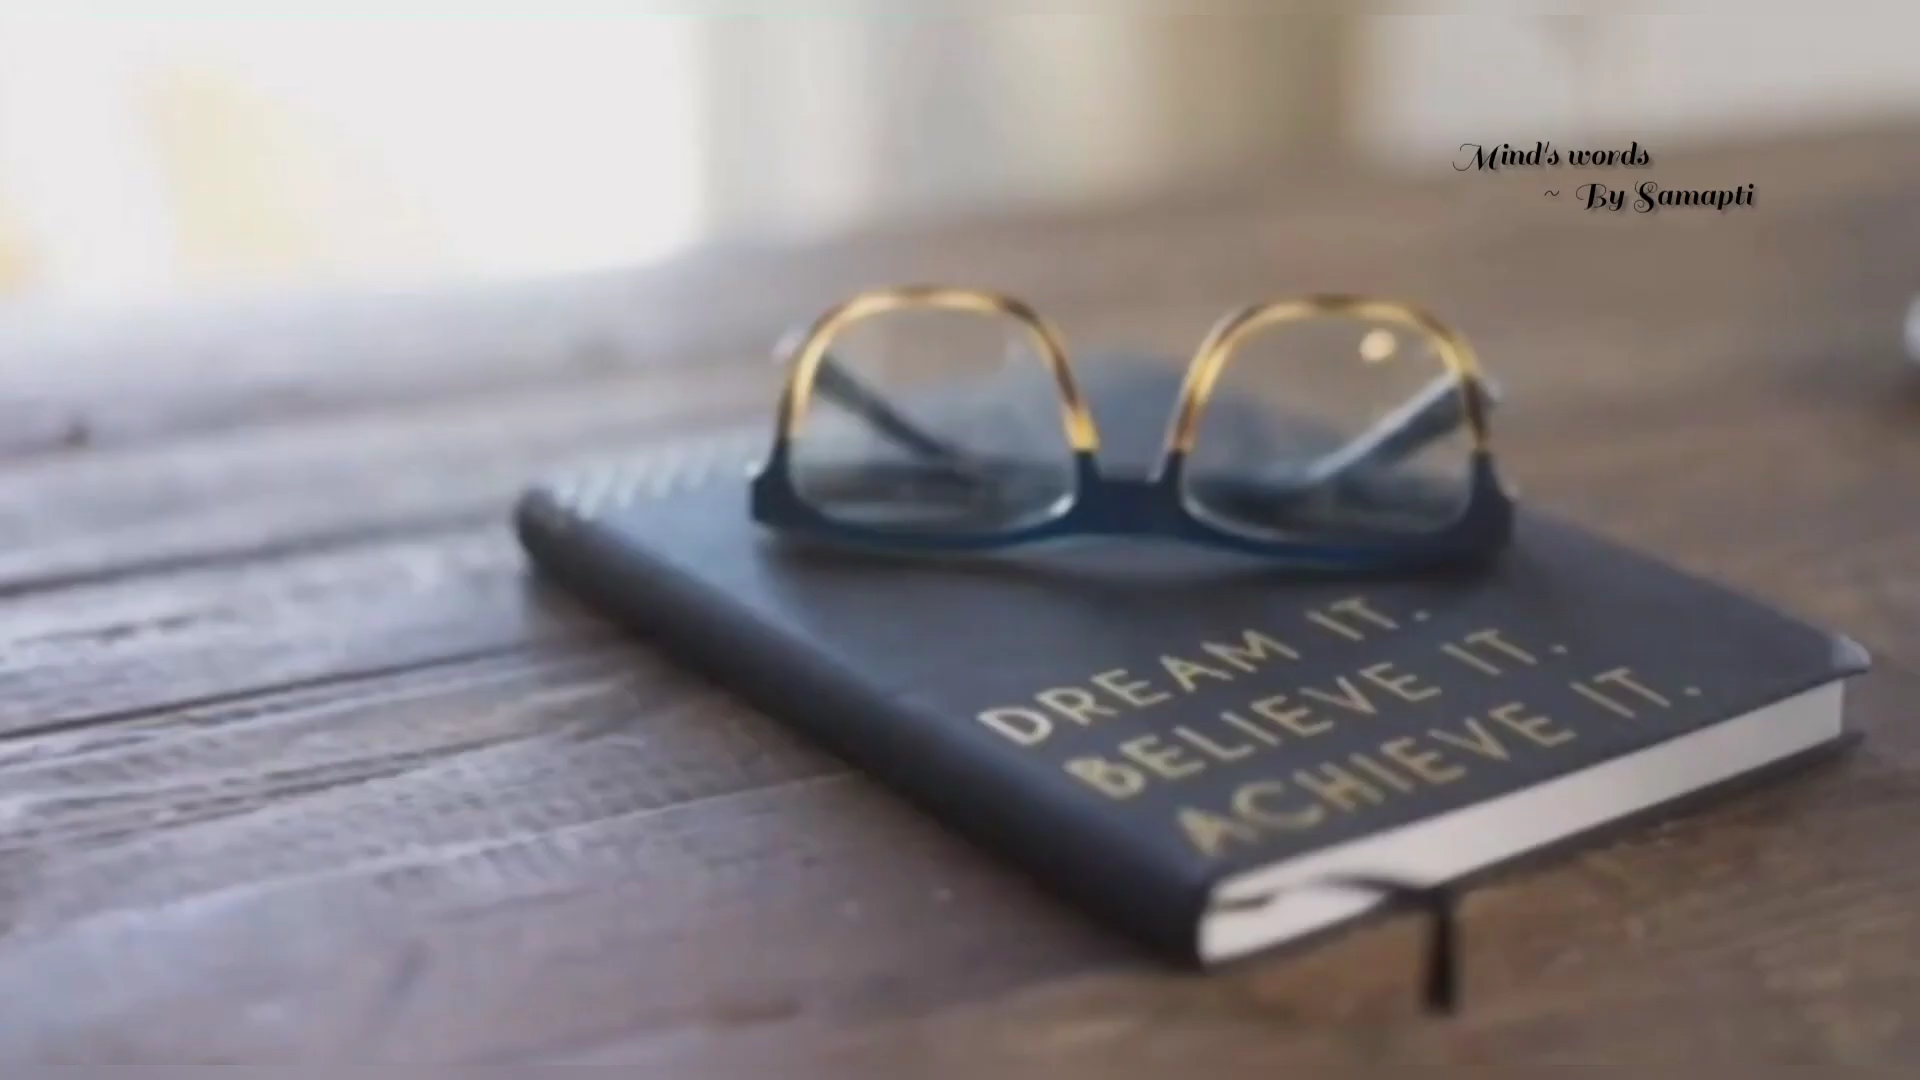 Mind's words
~ By Samapti
DREAM IT.
BELIEVE IT.
ACHIEVE IT.